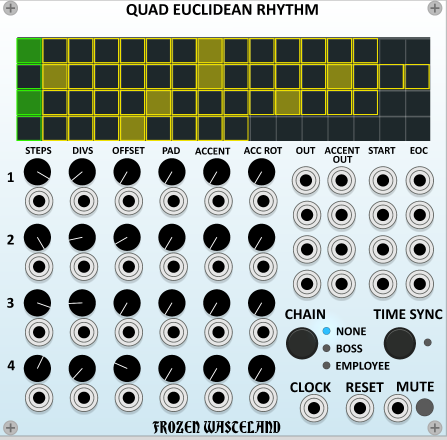 QUAD EUCLIDEAN RHYTHM
STEPS DIVS OFFSET PAD ACCENT ACC ROT OUT ACCENT OUT START EOC
1
2
3
CHAIN TIME SYNC
NONE
BOSS
4 EMPLOYEE
CLOCK RESET MUTE
FROZEN WASTELAND